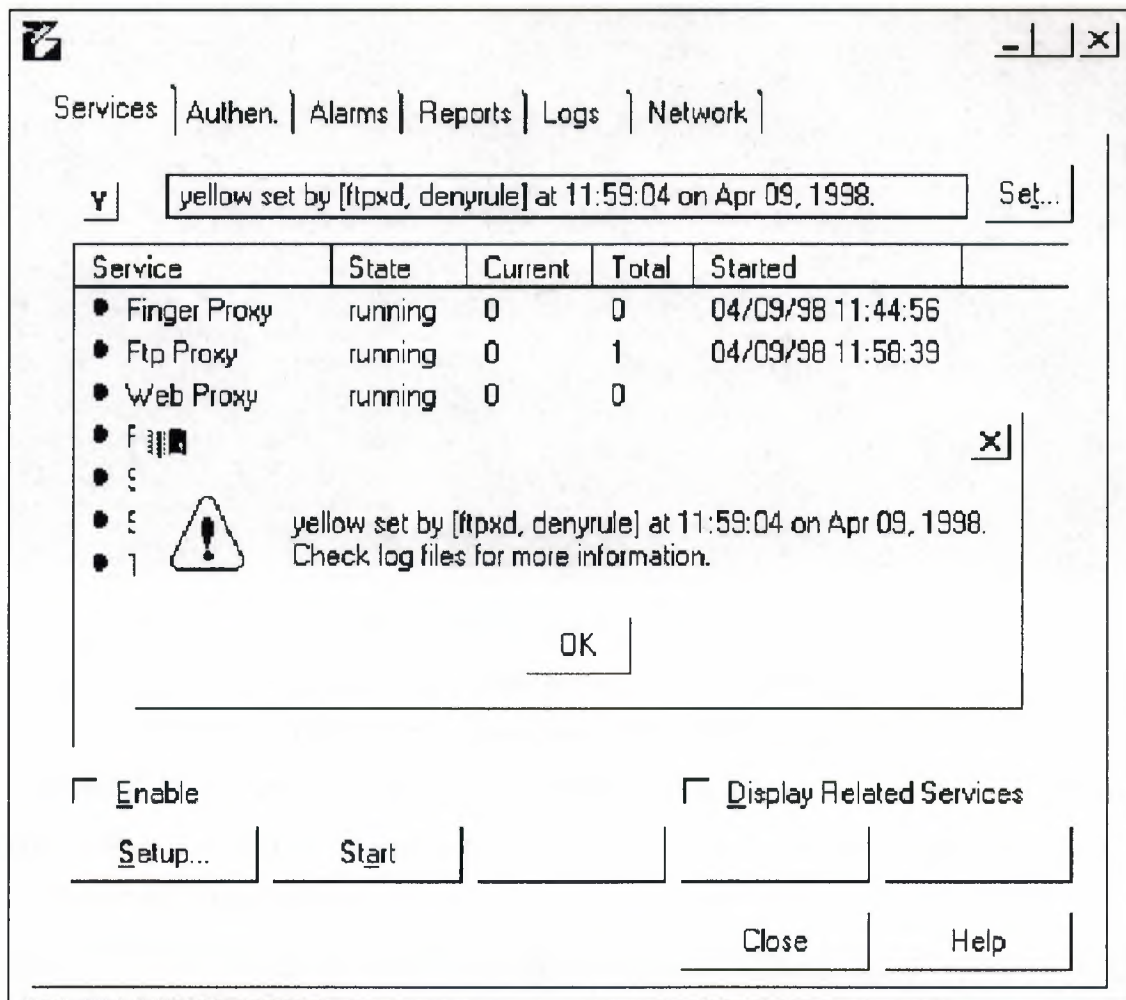 Services Authen. Alarms Reports Logs Network
Y yellow set by [ftpxd, denyrule] at 11:59:04 on Apr 09, 1998. Set...
Service State Current Total Started
Finger Proxy running 0 0 04/09/98 11:44:56
Ftp Proxy running 0 1 04/09/98 11:58:39
Web Proxy running 0 0
yellow set by [ftpxd, denyrule] at 11:59:04 on Apr 09, 1998.
Check log files for more information.
OK
Enable Display Related Services
Setup... Start
Close Help